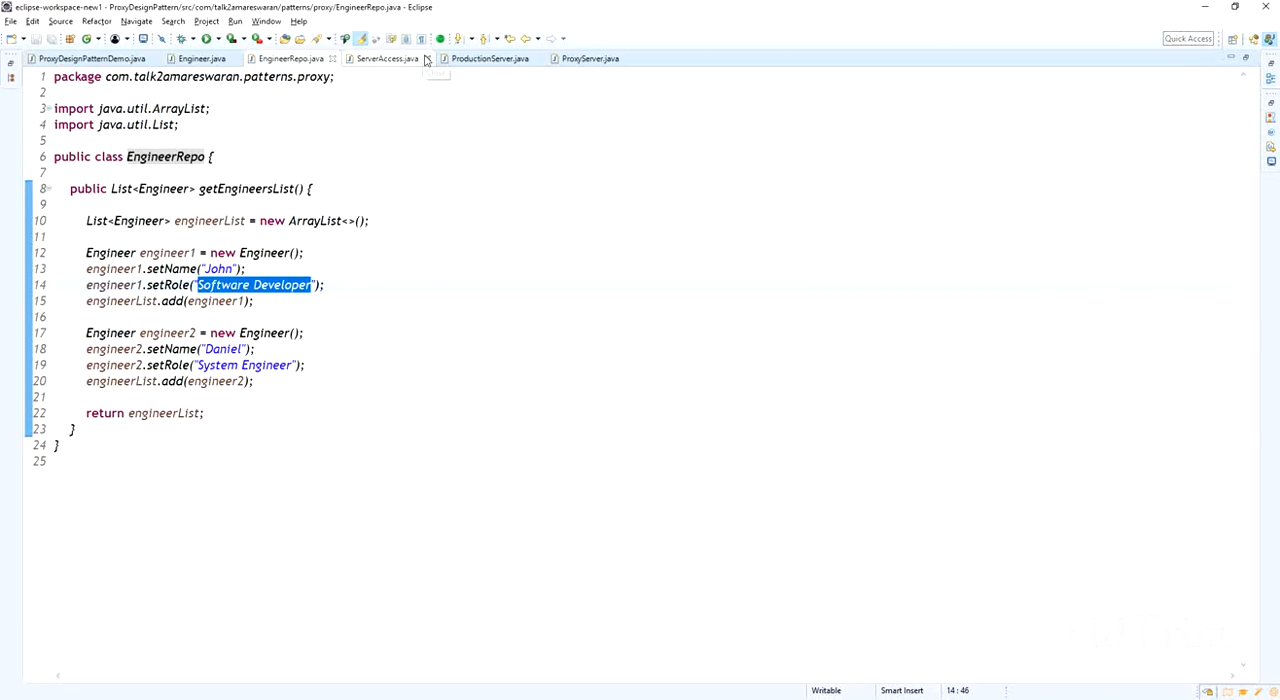 eclipse-workspace-new1 - ProxyDesignPattern/src/com/talk2amareswaran/patterns/proxy/EngineerRepo.java - Eclipse
File Edit Source Refactor Navigate Search Project Run Window Help
Quick Access
ProxyDesignPatternDemo.java Engineer.java EngineerRepo.java ServerAccess.java ProductionServer.java ProxyServer.java
1 package com.talk2amareswaran.patterns.proxy;
2
3 import java.util.ArrayList;
4 import java.util.List;
5
6 public class EngineerRepo {
7
8 public List<Engineer> getEngineersList() {
9
10 List<Engineer> engineerList = new ArrayList<>();
11
12 Engineer engineer1 = new Engineer();
13 engineer1.setName("John");
14 engineer1.setRole("Software Developer");
15 engineerList.add(engineer1);
16
17 Engineer engineer2 = new Engineer();
18 engineer2.setName("Daniel");
19 engineer2.setRole("System Engineer");
20 engineerList.add(engineer2);
21
22 return engineerList;
23 }
24 }
25
Writable Smart Insert 14 : 46